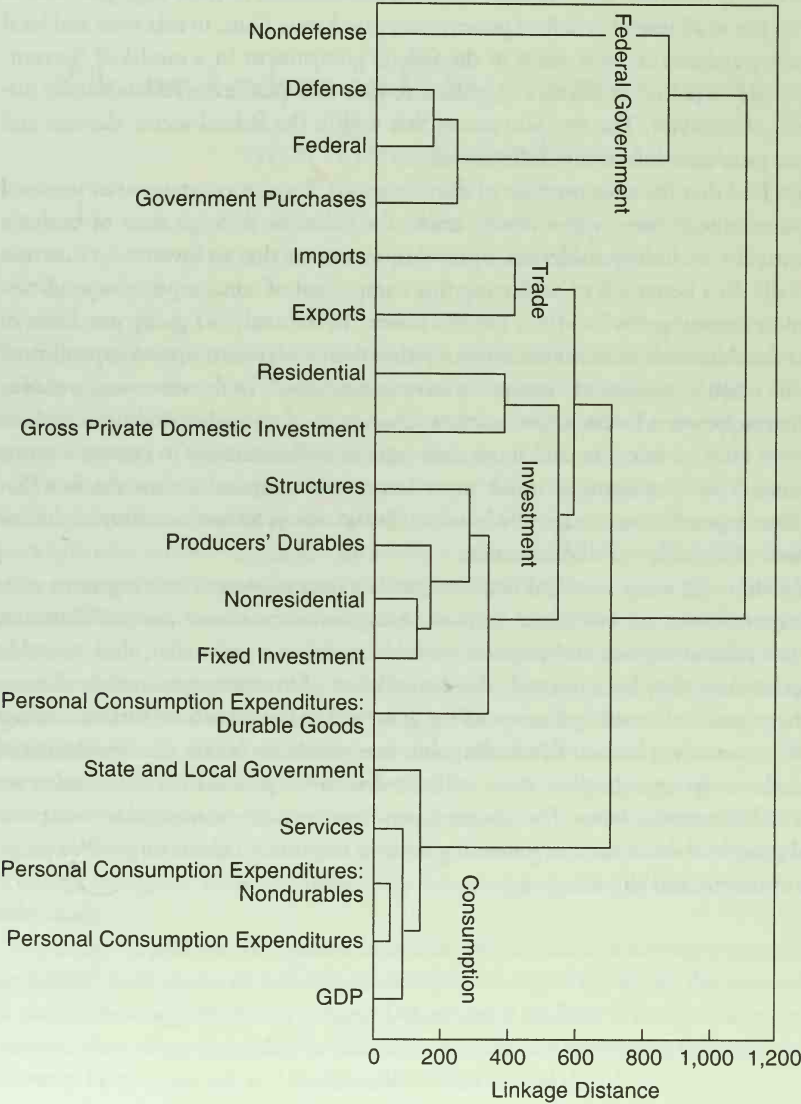 Nondefense
Defense
Federal
Government Purchases
Imports
Exports
Residential
Gross Private Domestic Investment
Structures
Producers' Durables
Nonresidential
Fixed Investment
Personal Consumption Expenditures:
Durable Goods
State and Local Government
Services
Personal Consumption Expenditures:
Nondurables
Personal Consumption Expenditures
GDP
Federal Government
Trade
Investment
Consumption
0 200 400 600 800 1,000 1,200
Linkage Distance